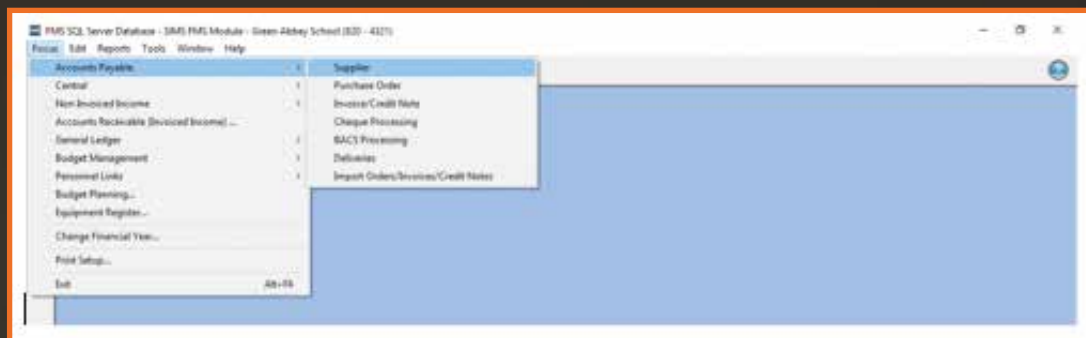 FMS SQL Server Database - SIMS FMS Module - Green Abbey School (820 - 4321)
Focus Edit Reports Tools Window Help
Accounts Payable
Central
Non Invoiced Income
Accounts Receivable (Invoiced Income) ...
General Ledger
Budget Management
Personnel Links
Budget Planning...
Equipment Register...
Change Financial Year...
Print Setup...
Exit Alt+F4
Supplier
Purchase Order
Invoice/Credit Note
Cheque Processing
BACS Processing
Deliveries
Import Orders/Invoices/Credit Notes